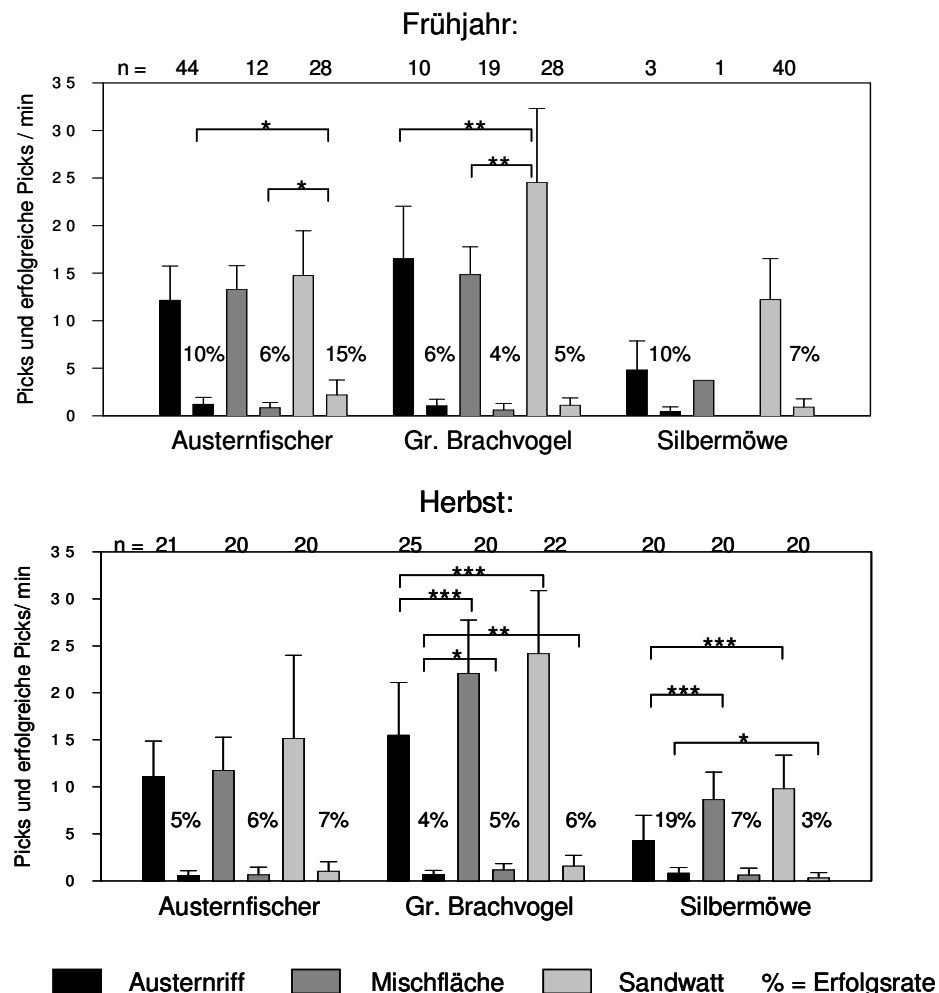 Frühjahr:
n = 44 12 28 10 19 28 3 1 40
Picks und erfolgreiche Picks / min
35
30
25
20
15
10
5
0
* * ** **
10% 6% 15% 6% 4% 5% 10% 7%
Austernfischer Gr. Brachvogel Silbermöwe
Herbst:
n = 21 20 20 25 20 22 20 20 20
Picks und erfolgreiche Picks/ min
35
30
25
20
15
10
5
0
*** *** ** * *** *** *
5% 6% 7% 4% 5% 6% 19% 7% 3%
Austernfischer Gr. Brachvogel Silbermöwe
Austernriff Mischfläche Sandwatt % = Erfolgsrate